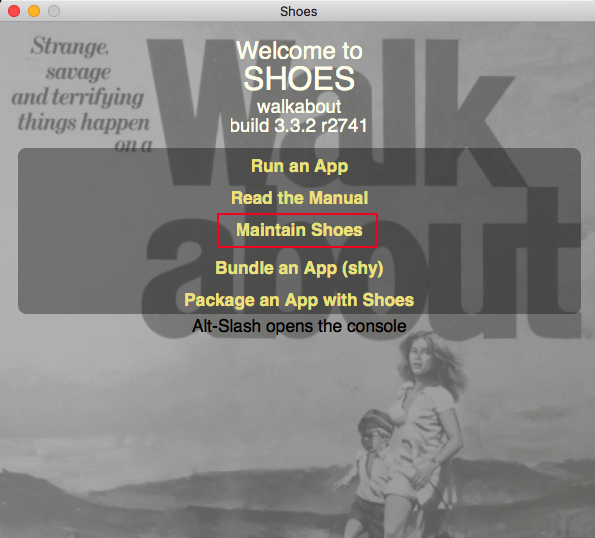 Shoes
Strange,
savage
and terrifying
things happen
on a
Walk
about
Welcome to
SHOES
walkabout
build 3.3.2 r2741
Run an App
Read the Manual
Maintain Shoes
Bundle an App (shy)
Package an App with Shoes
Alt-Slash opens the console